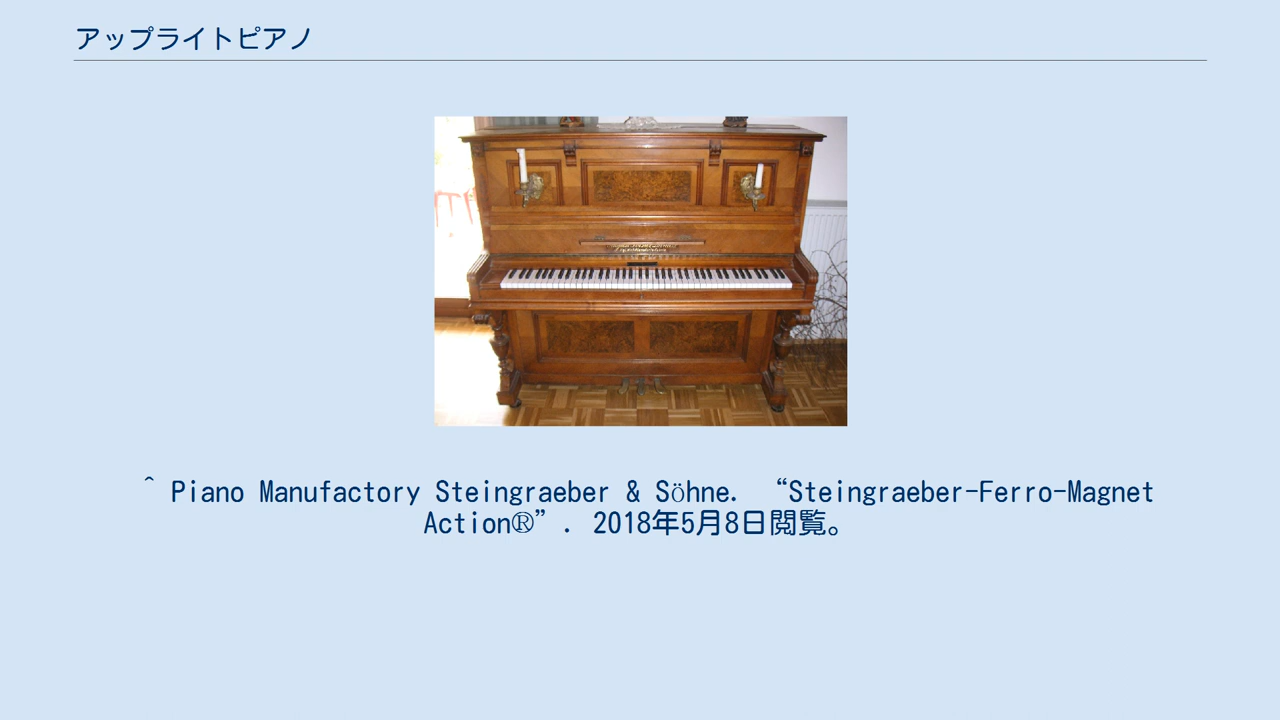 アップライトピアノ
^ Piano Manufactory Steingraeber & Söhne. “Steingraeber-Ferro-Magnet
Action®”. 2018年5月8日閲覧。